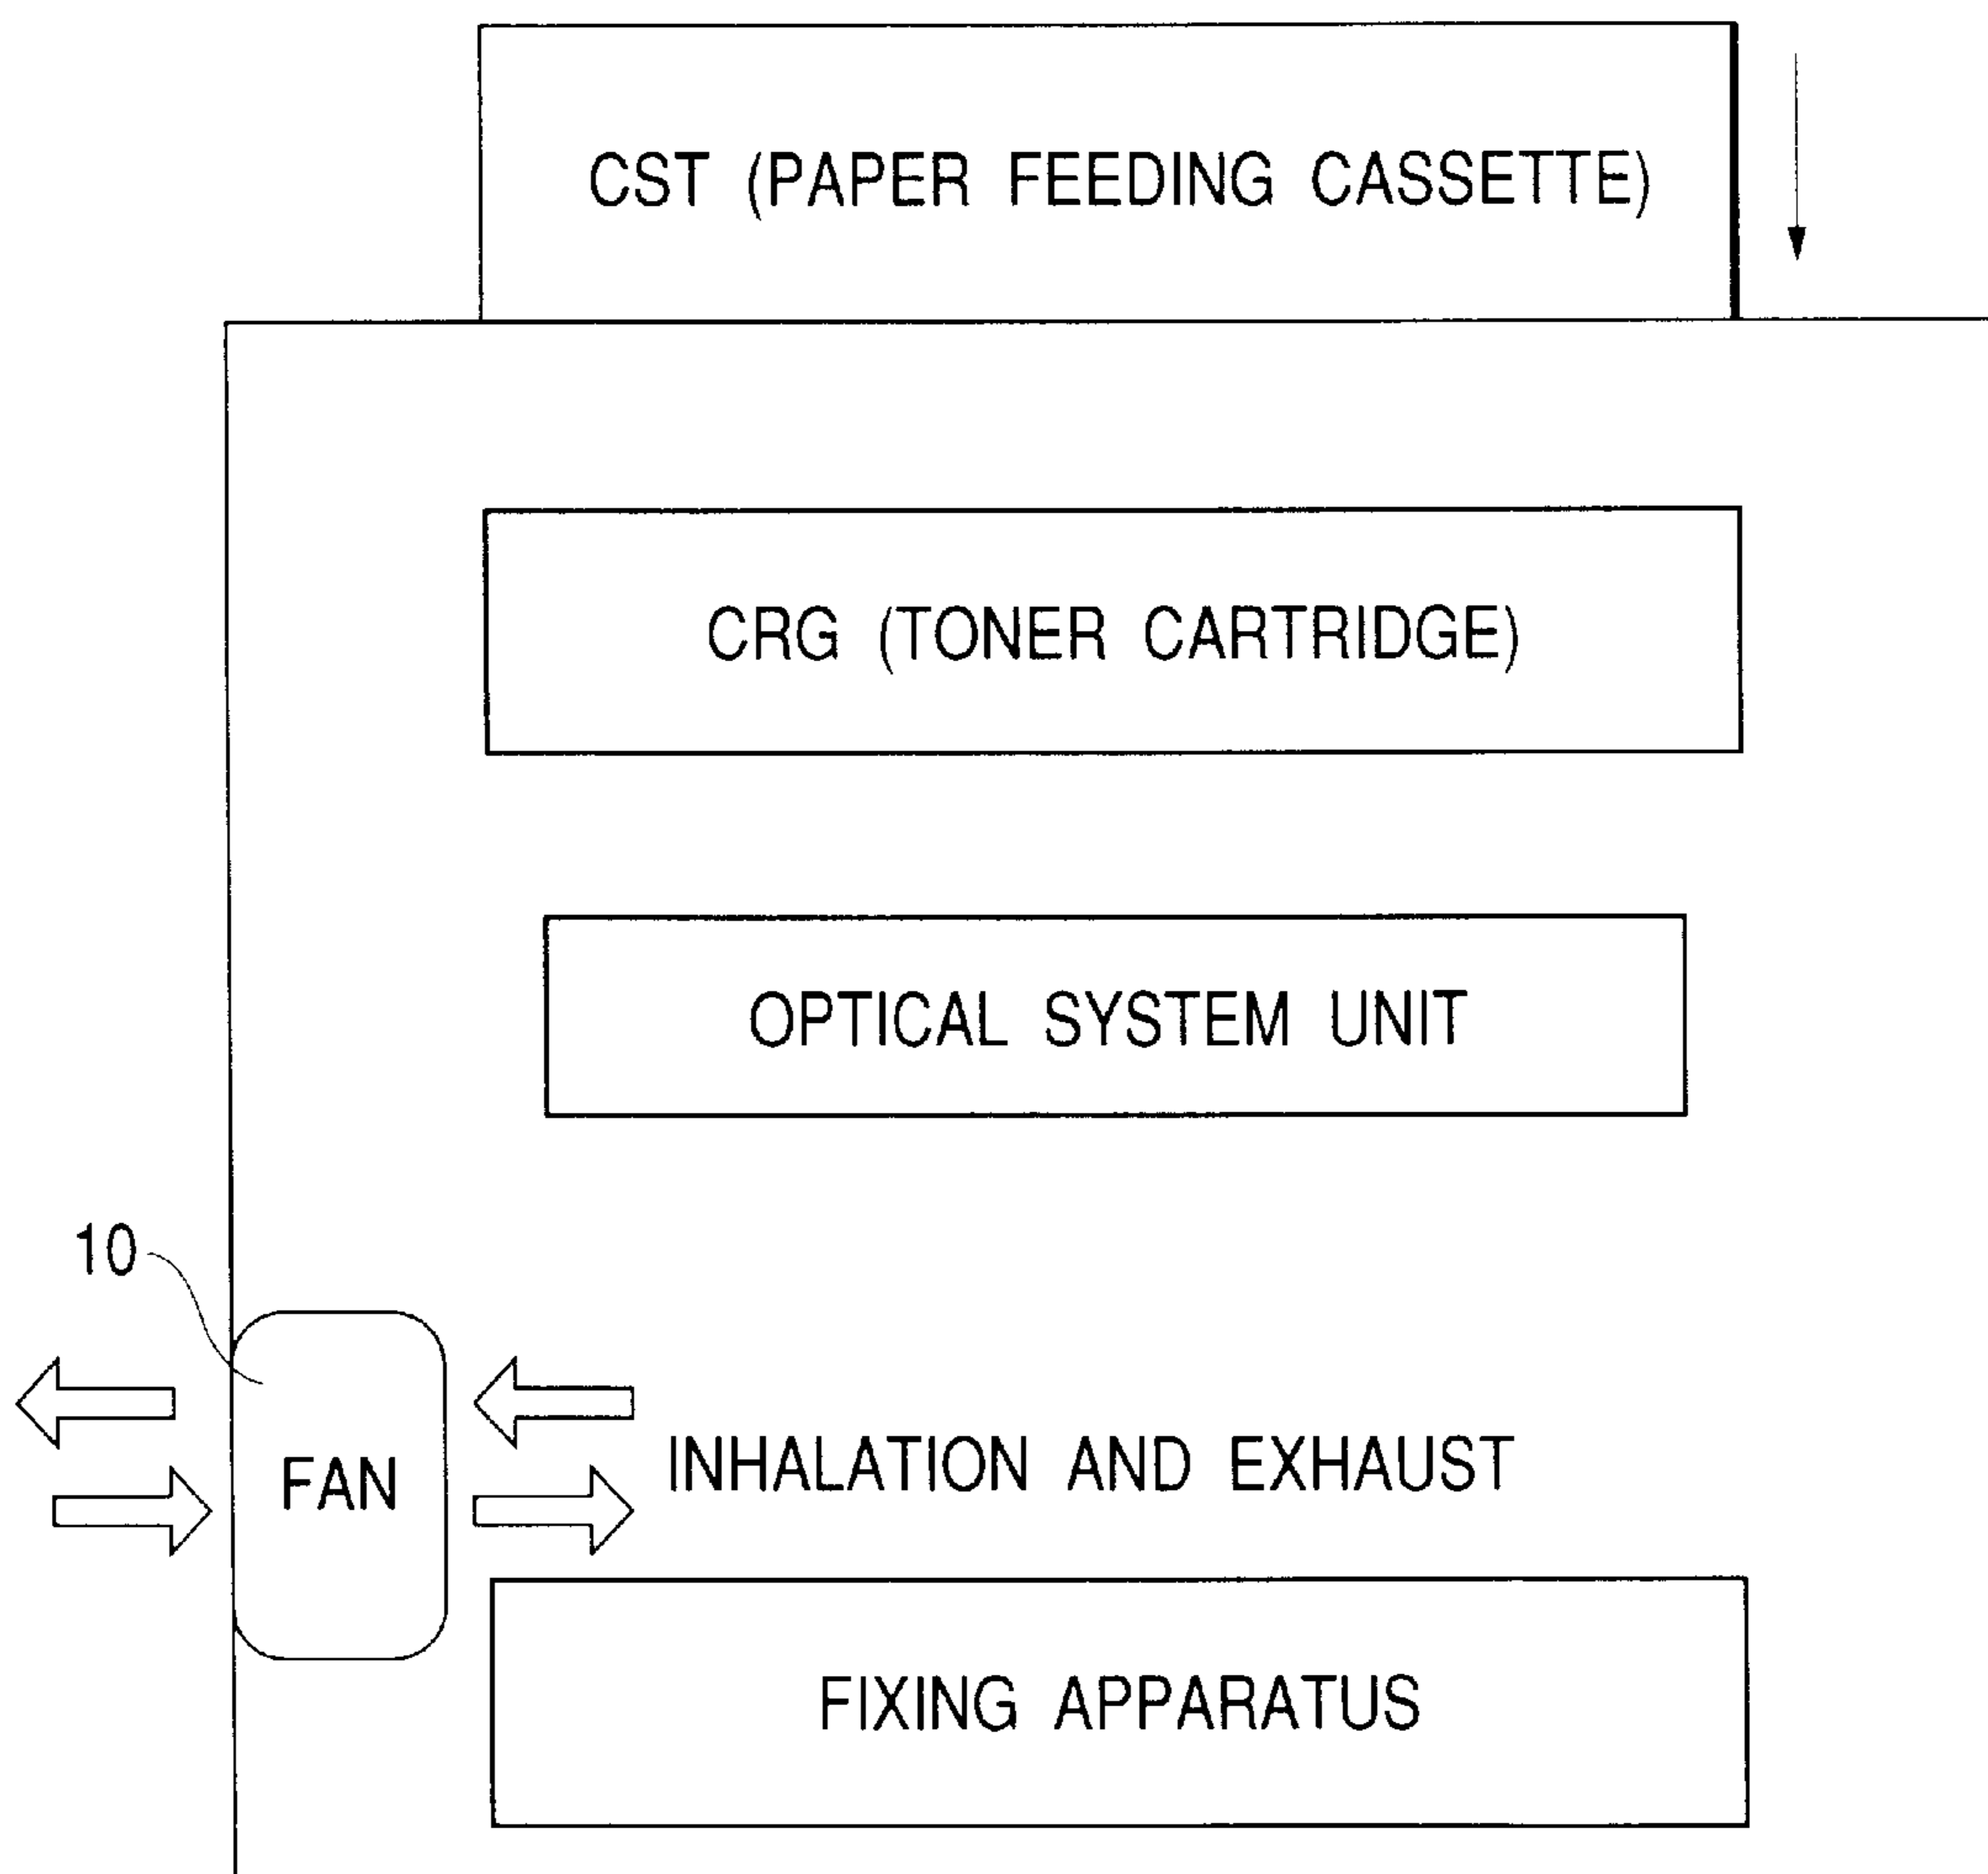 CST (PAPER FEEDING CASSETTE)
CRG (TONER CARTRIDGE)
OPTICAL SYSTEM UNIT
10
FAN
INHALATION AND EXHAUST
FIXING APPARATUS